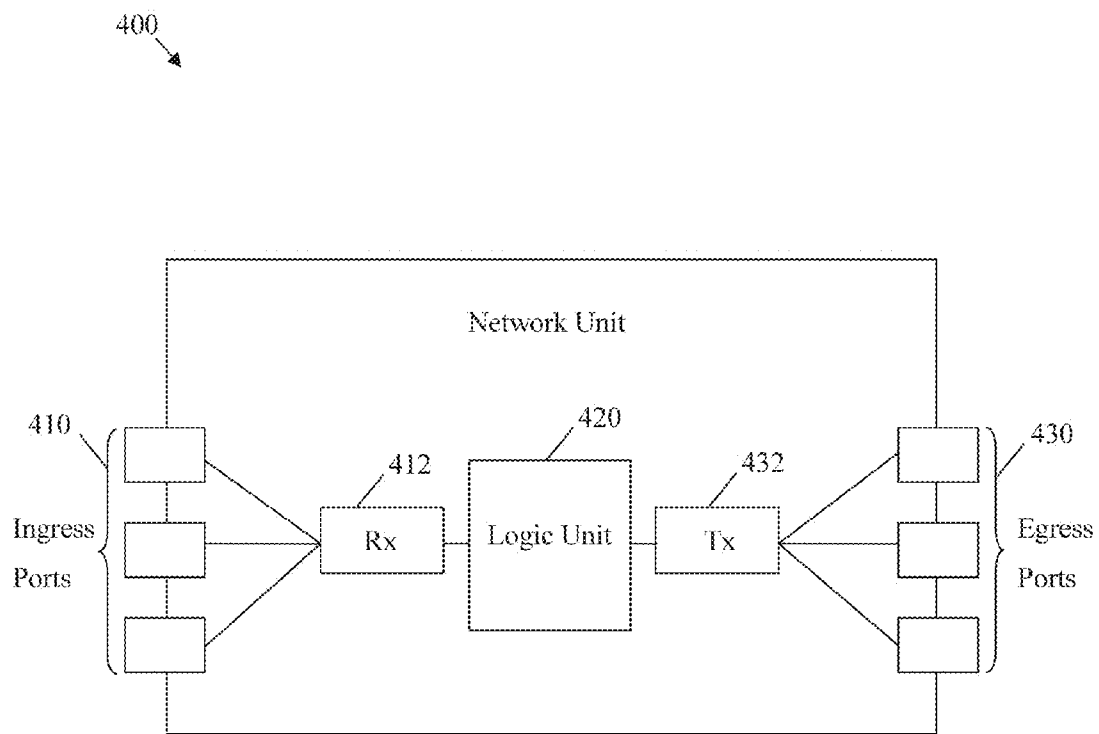 400
Network Unit
410
420
430
412
432
Ingress
Ports
Rx
Logic Unit
Tx
Egress
Ports